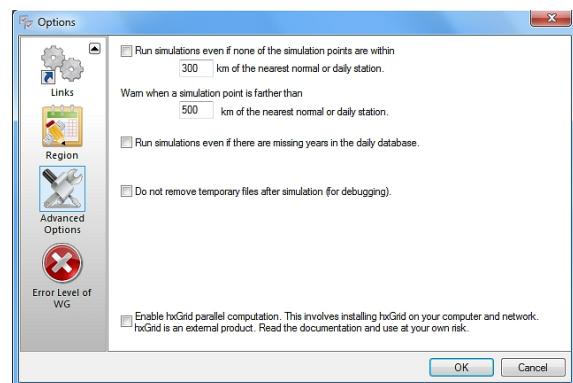 Options
Links
Region
Advanced
Options
Error Level of
WG
Run simulations even if none of the simulation points are within
300 km of the nearest normal or daily station.
Warn when a simulation point is farther than
500 km of the nearest normal or daily station.
Run simulations even if there are missing years in the daily database.
Do not remove temporary files after simulation (for debugging).
Enable hxGrid parallel computation. This involves installing hxGrid on your computer and network.
hxGrid is an external product. Read the documentation and use at your own risk.
OK Cancel